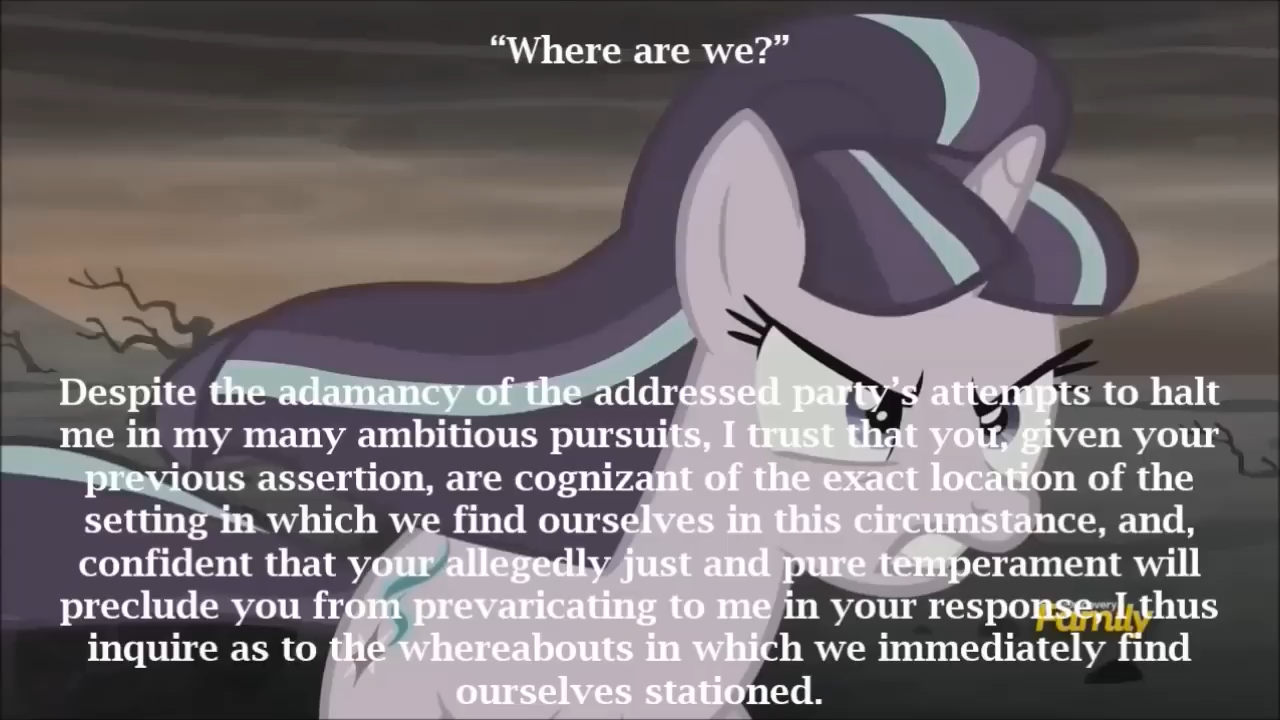 “Where are we?”
Despite the adamancy of the addressed party’s attempts to halt
me in my many ambitious pursuits, I trust that you, given your
previous assertion, are cognizant of the exact location of the
setting in which we find ourselves in this circumstance, and,
confident that your allegedly just and pure temperament will
preclude you from prevaricating to me in your response, I thus
inquire as to the whereabouts in which we immediately find
ourselves stationed.
Family